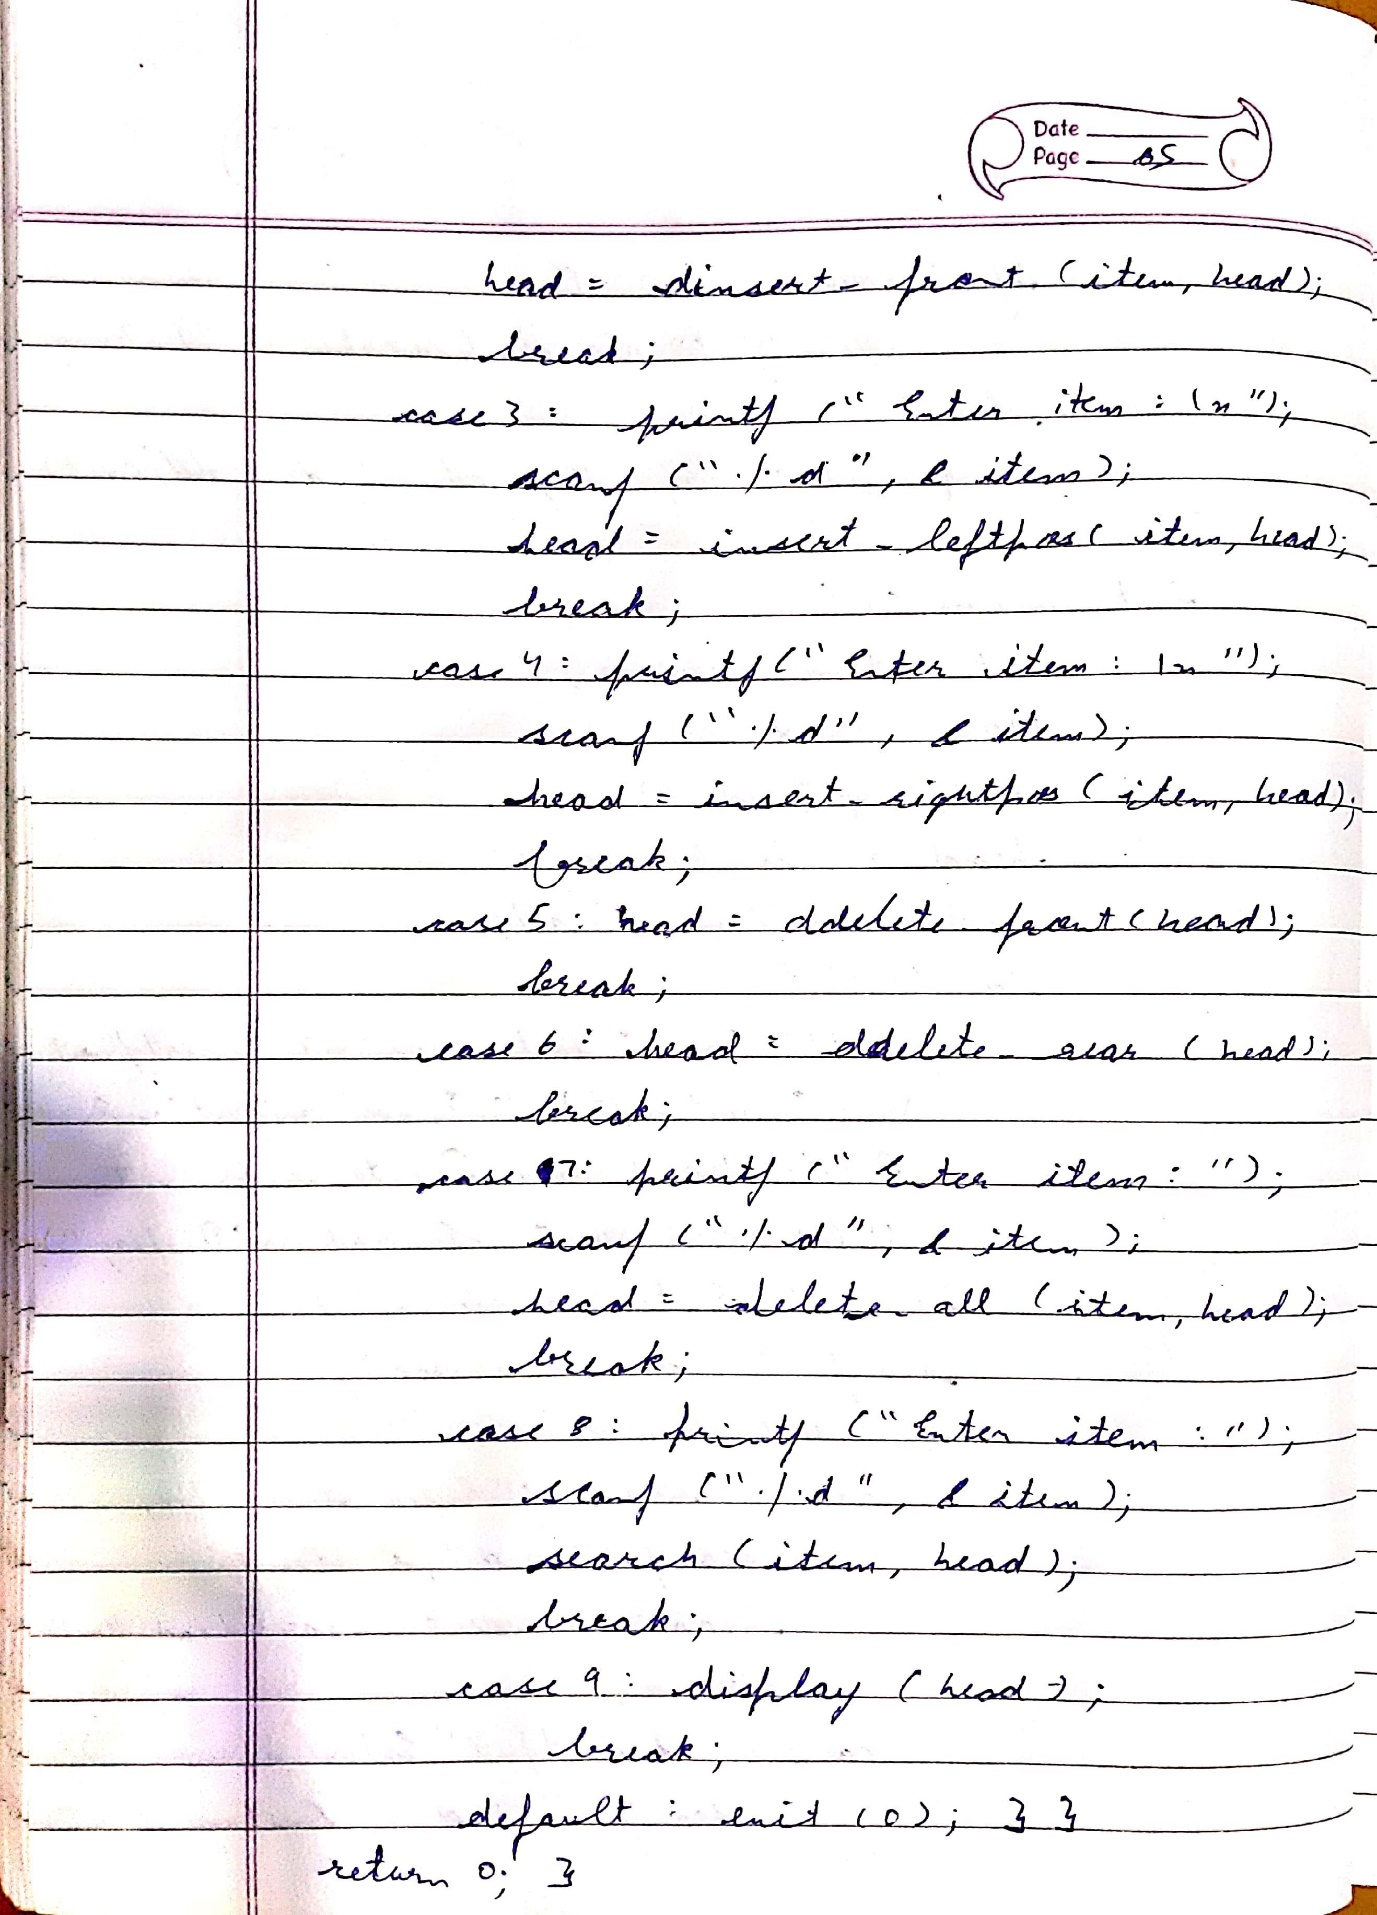 Date
Page 85
head = dinsert_front (item, head);
break;
case 3 : printf (" Enter item : \n ");
scanf (" % d ", & item);
head = insert_leftpos( item, head);
break;
case 4 : printf (" Enter item : \n ");
scanf (" % d", & item);
head = insert_rightpos ( item, head);
break;
case 5 : head = ddelete_front (head);
break;
case 6 : head = ddelete_rear (head);
break;
case 7: printf (" Enter item : ");
scanf (" % d ", & item );
head = delete_all (item, head);
break;
case 8 : printf (" Enter item : ");
scanf (" % d ", & item );
search (item, head);
break;
case 9 : display (head);
break;
default : exit (0); } }
return 0; }